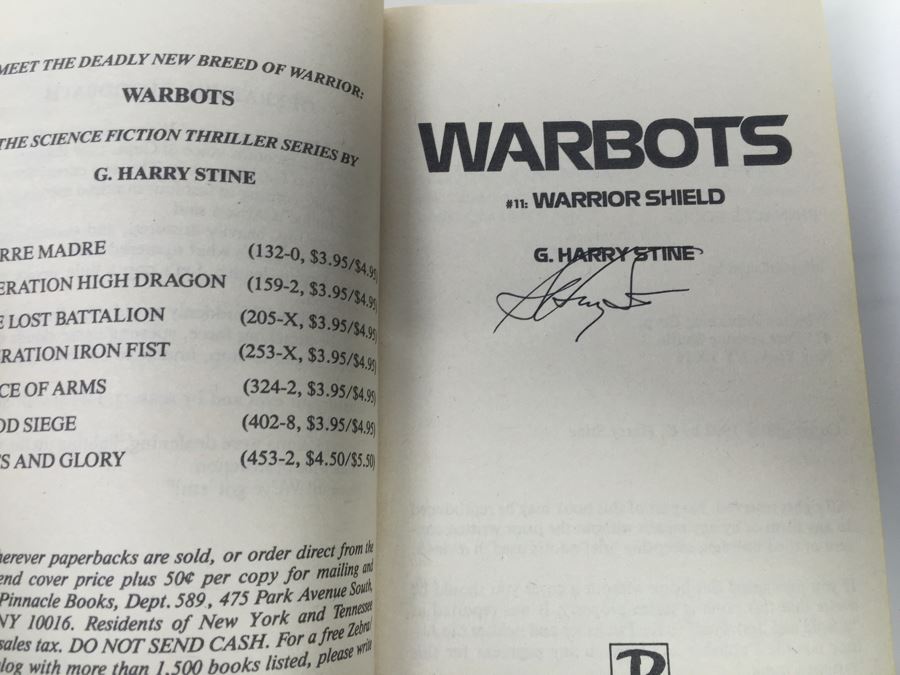 MEET THE DEADLY NEW BREED OF WARRIOR:
WARBOTS
THE SCIENCE FICTION THRILLER SERIES BY
G. HARRY STINE
RRE MADRE (132-0, $3.95/$4.95
ERATION HIGH DRAGON (159-2, $3.95/$4.95
E LOST BATTALION (205-X, $3.95/$4.95
RATION IRON FIST (253-X, $3.95/$4.95
CE OF ARMS (324-2, $3.95/$4.95
OD SIEGE (402-8, $3.95/$4.95)
S AND GLORY (453-2, $4.50/$5.50)
erever paperbacks are sold, or order direct from the
end cover price plus 50¢ per copy for mailing and
Pinnacle Books, Dept. 589, 475 Park Avenue South,
NY 10016. Residents of New York and Tennessee
sales tax. DO NOT SEND CASH. For a free Zebra/
log with more than 1,500 books listed, please write
WARBOTS
#11: WARRIOR SHIELD
G. HARRY STINE